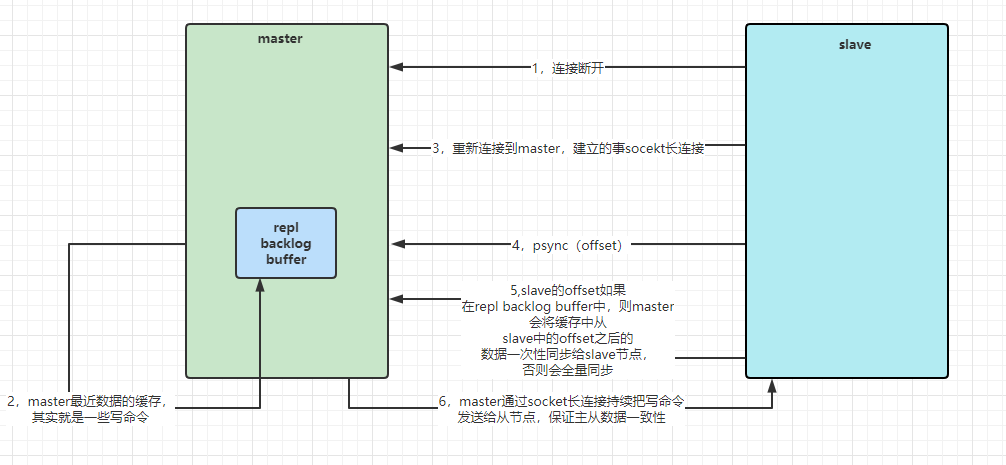 master
slave
1，连接断开
3，重新连接到master，建立的事socekt长连接
repl
backlog
buffer
4，psync（offset）
5,slave的offset如果
在repl backlog buffer中，则master
会将缓存中从
slave中的offset之后的
数据一次性同步给slave节点，
否则会全量同步
2，master最近数据的缓存，
其实就是一些写命令
6，master通过socket长连接持续把写命令
发送给从节点，保证主从数据一致性